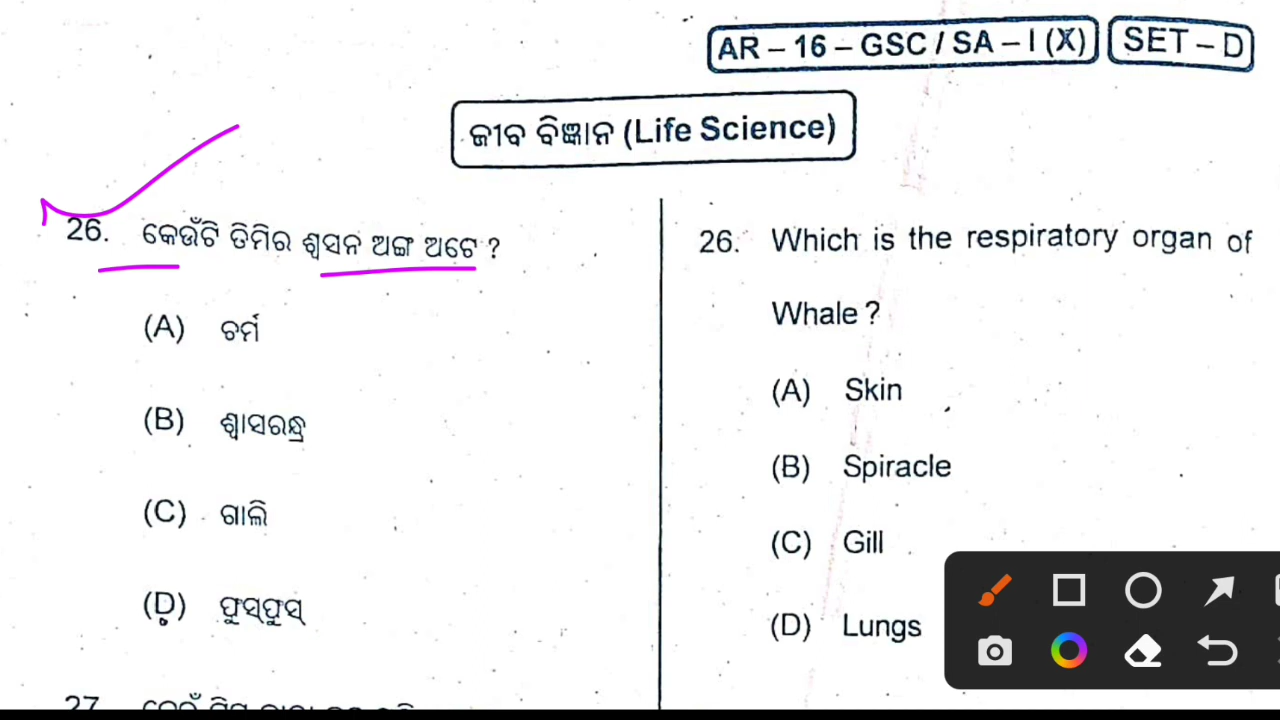 AR – 16 – GSC / SA – I (X) SET – D
ଜୀବ ବିଜ୍ଞାନ (Life Science)
26. କେଉଁଟି ତିମିର ଶ୍ୱସନ ଅଙ୍ଗ ଅଟେ ?
(A) ଚର୍ମ
(B) ଶ୍ୱାସରନ୍ଧ୍ର
(C) ଗାଲି
(D) ଫୁସ୍‌ଫୁସ୍
27.
26. Which is the respiratory organ of
Whale ?
(A) Skin
(B) Spiracle
(C) Gill
(D) Lungs